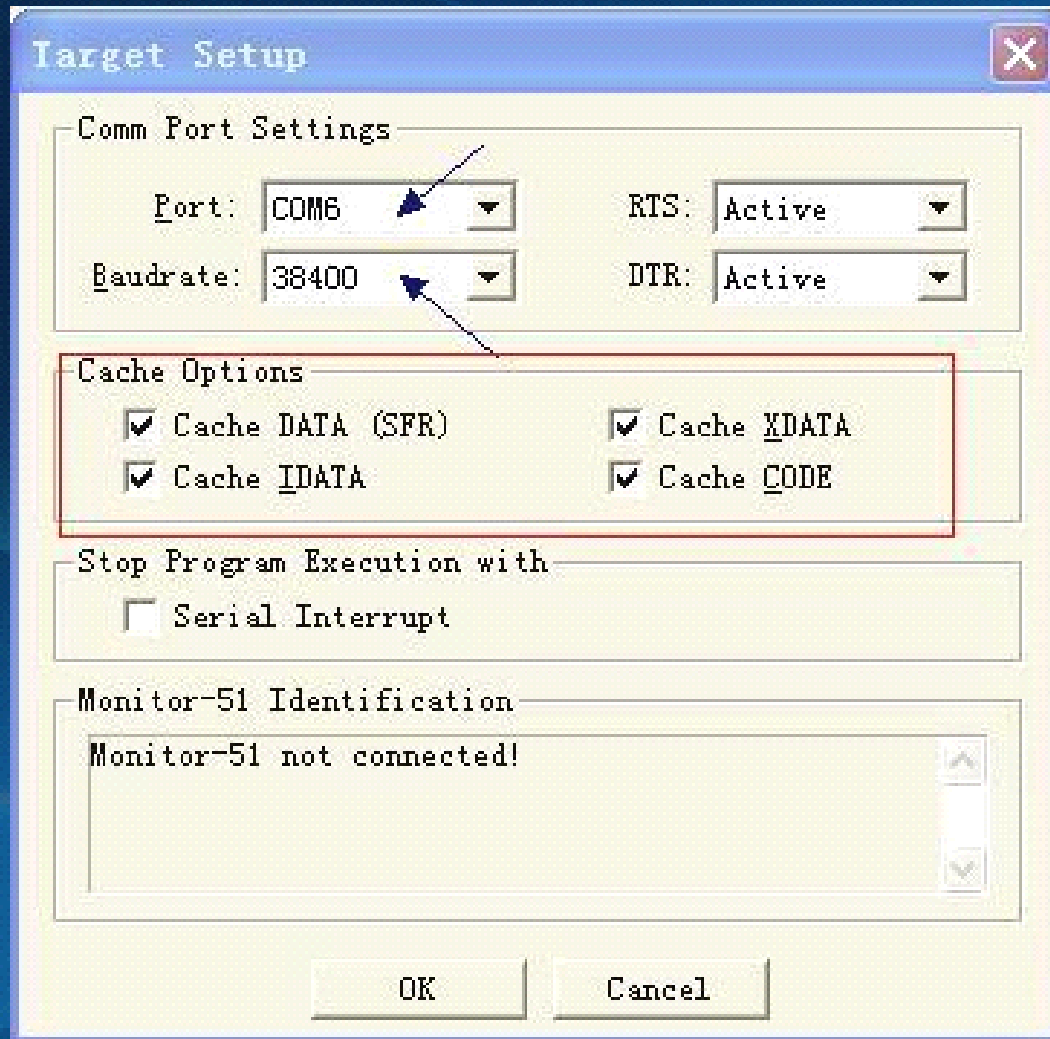 Target Setup
Comm Port Settings
Port: COM6 RTS: Active
Baudrate: 38400 DTR: Active
Cache Options
Cache DATA (SFR) Cache XDATA
Cache IDATA Cache CODE
Stop Program Execution with
Serial Interrupt
Monitor-51 Identification
Monitor-51 not connected!
OK Cancel